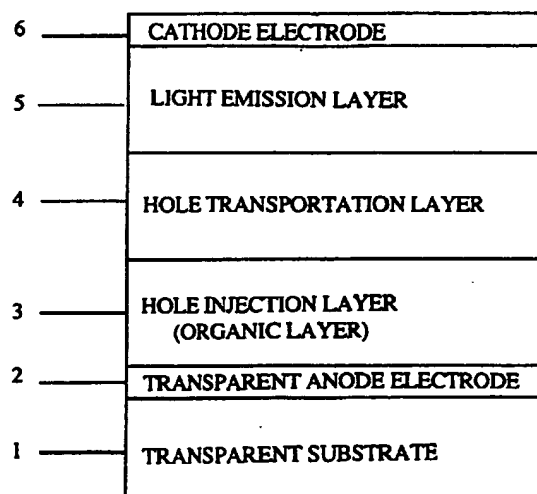 6 CATHODE ELECTRODE
5 LIGHT EMISSION LAYER
4 HOLE TRANSPORTATION LAYER
3 HOLE INJECTION LAYER
(ORGANIC LAYER)
2 TRANSPARENT ANODE ELECTRODE
1 TRANSPARENT SUBSTRATE